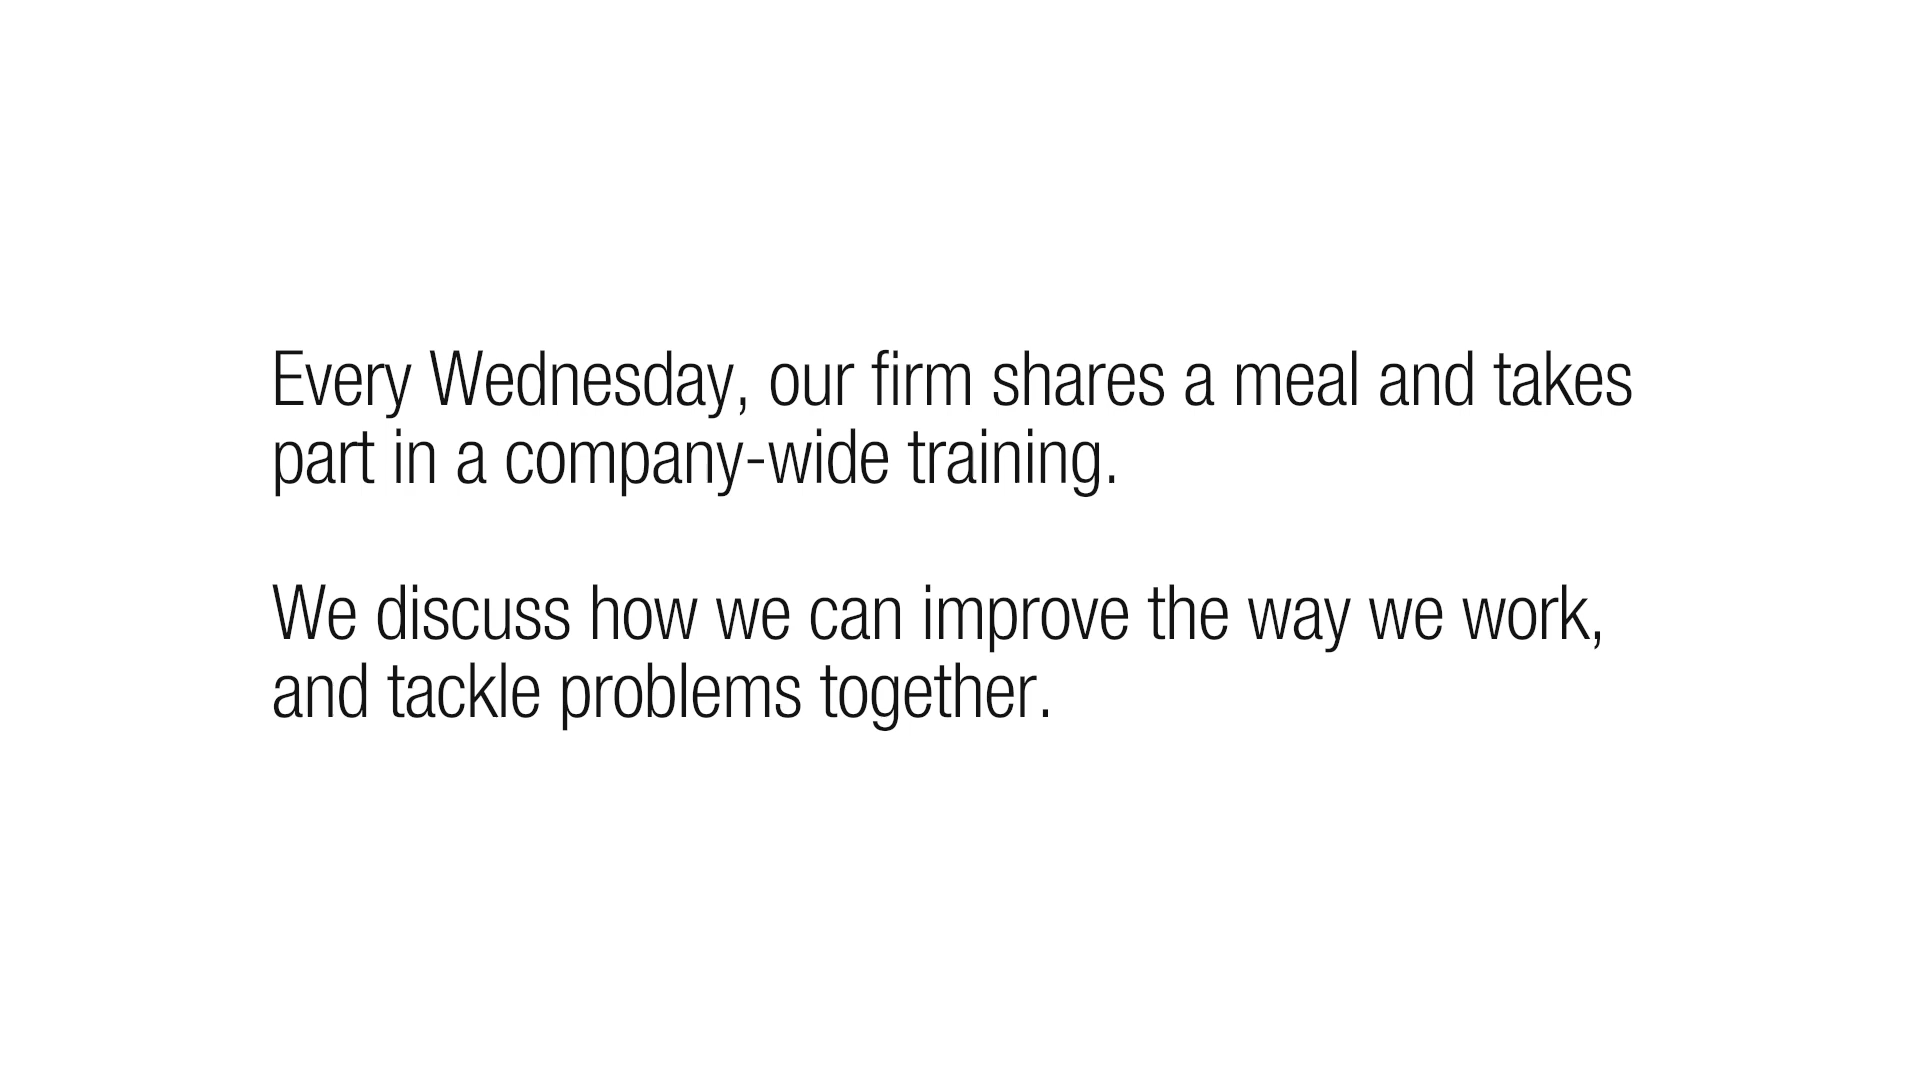 Every Wednesday, our firm shares a meal and takes
part in a company-wide training.
We discuss how we can improve the way we work,
and tackle problems together.